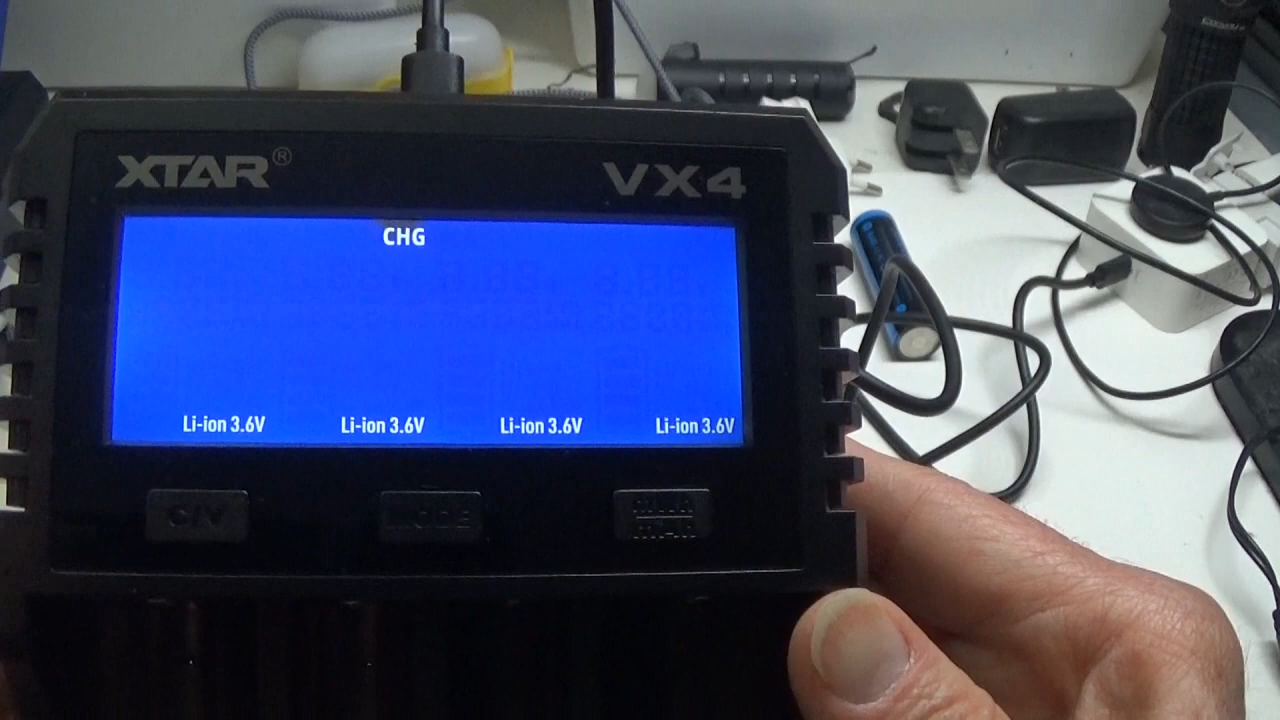 XTAR®
VX4
CHG
Li-ion 3.6V
Li-ion 3.6V
Li-ion 3.6V
Li-ion 3.6V
C/V
MODE